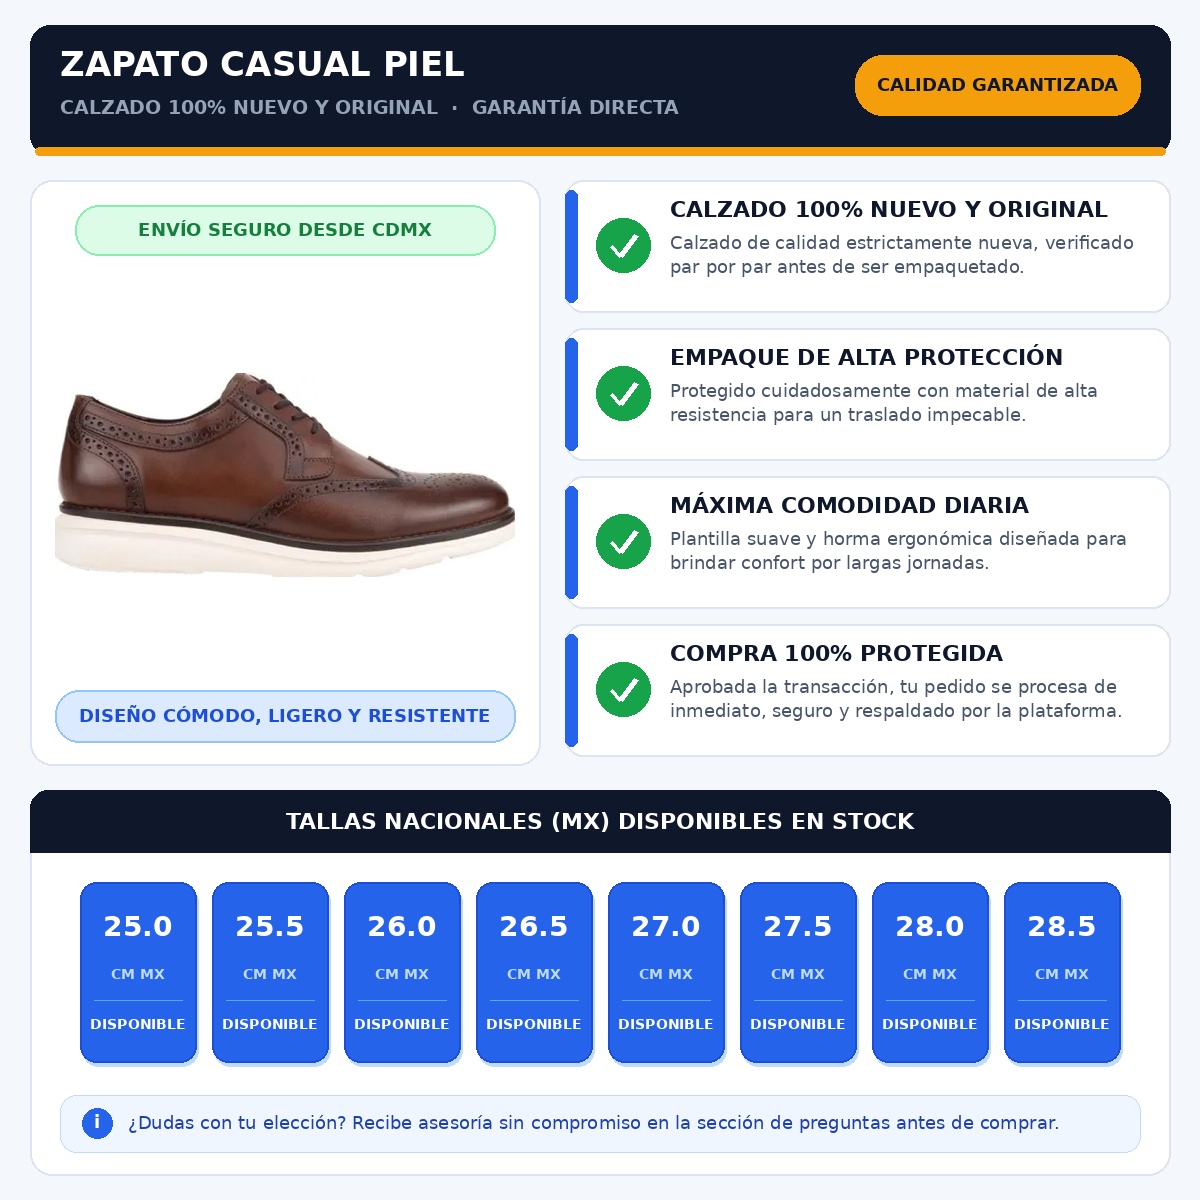 ZAPATO CASUAL PIEL
CALZADO 100% NUEVO Y ORIGINAL · GARANTÍA DIRECTA
CALIDAD GARANTIZADA
ENVÍO SEGURO DESDE CDMX
DISEÑO CÓMODO, LIGERO Y RESISTENTE
CALZADO 100% NUEVO Y ORIGINAL
Calzado de calidad estrictamente nueva, verificado
par por par antes de ser empaquetado.
EMPAQUE DE ALTA PROTECCIÓN
Protegido cuidadosamente con material de alta
resistencia para un traslado impecable.
MÁXIMA COMODIDAD DIARIA
Plantilla suave y horma ergonómica diseñada para
brindar confort por largas jornadas.
COMPRA 100% PROTEGIDA
Aprobada la transacción, tu pedido se procesa de
inmediato, seguro y respaldado por la plataforma.
TALLAS NACIONALES (MX) DISPONIBLES EN STOCK
25.0 25.5 26.0 26.5 27.0 27.5 28.0 28.5
CM MX CM MX CM MX CM MX CM MX CM MX CM MX CM MX
DISPONIBLE DISPONIBLE DISPONIBLE DISPONIBLE DISPONIBLE DISPONIBLE DISPONIBLE DISPONIBLE
i ¿Dudas con tu elección? Recibe asesoría sin compromiso en la sección de preguntas antes de comprar.